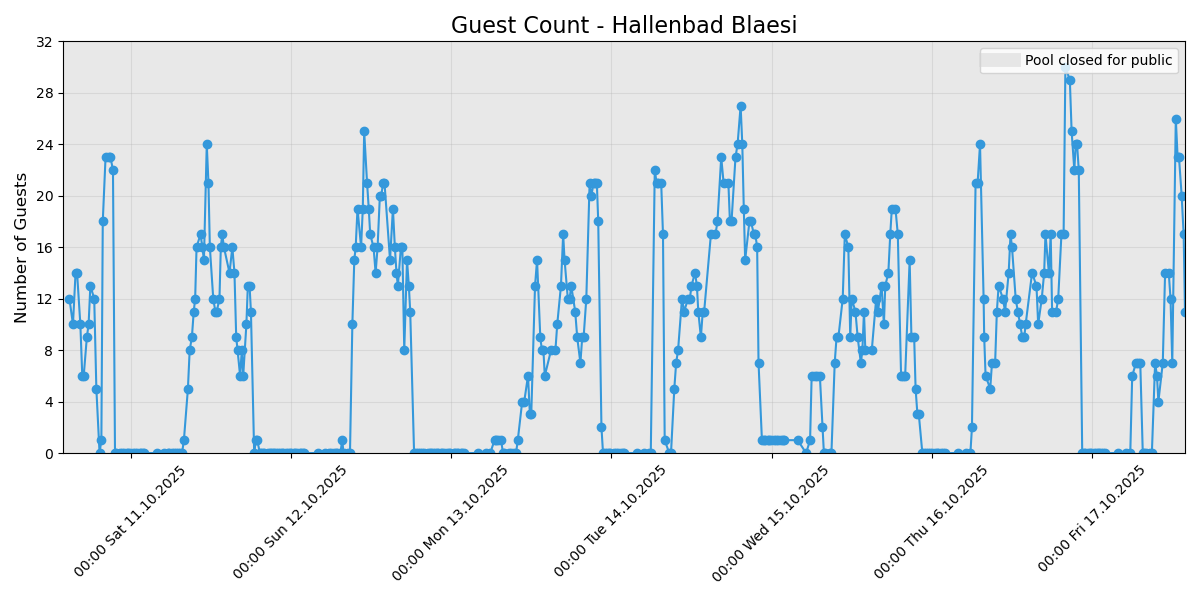 Guest Count - Hallenbad Blaesi
Pool closed for public
Number of Guests
32
28
24
20
16
12
8
4
0
00:00 Sat 11.10.2025
00:00 Sun 12.10.2025
00:00 Mon 13.10.2025
00:00 Tue 14.10.2025
00:00 Wed 15.10.2025
00:00 Thu 16.10.2025
00:00 Fri 17.10.2025